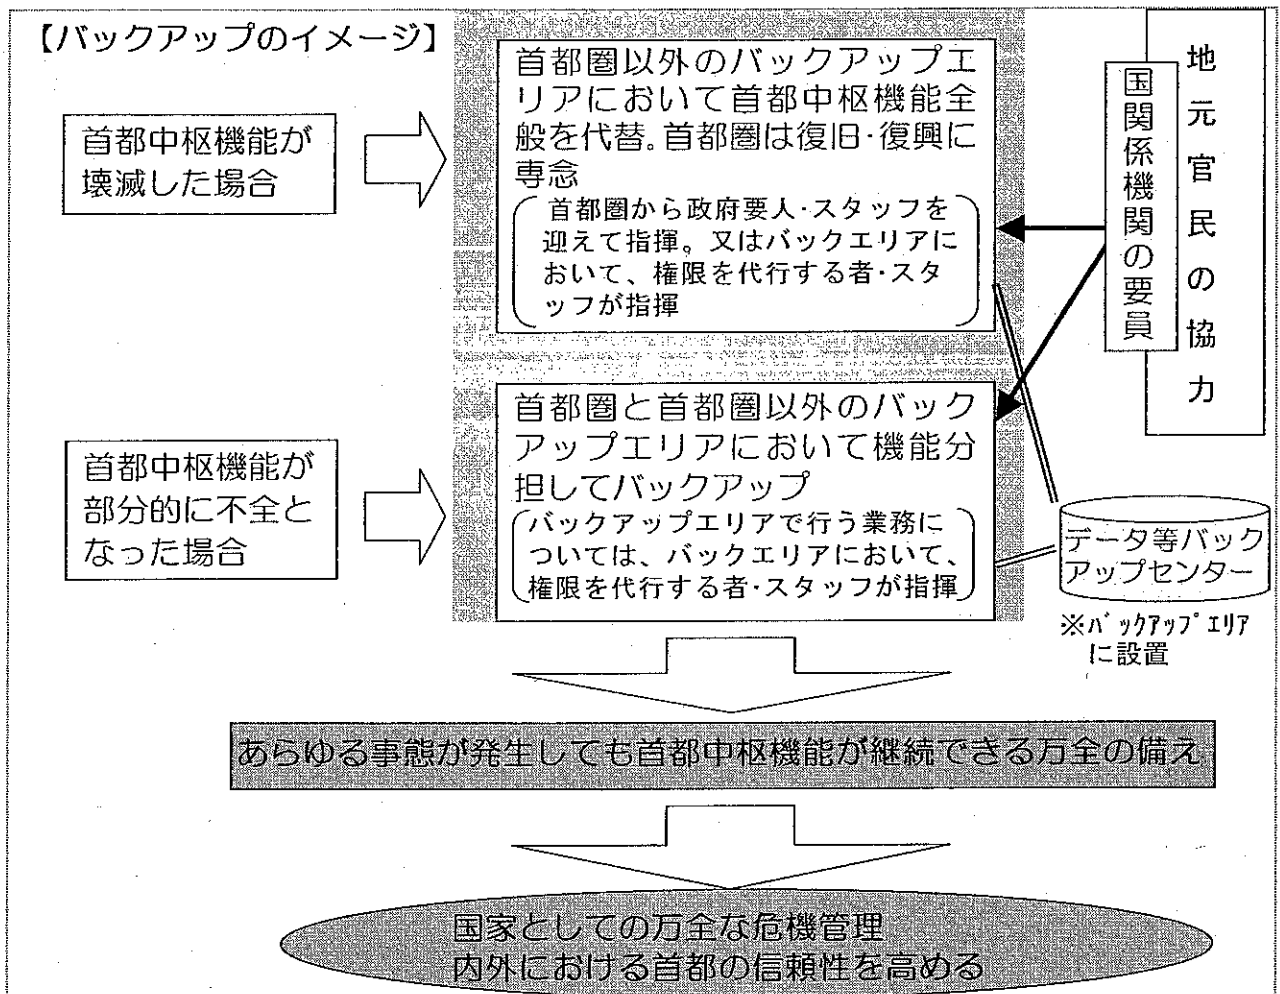 【バックアップのイメージ】
首都中枢機能が
壊滅した場合
首都圏以外のバックアップエ
リアにおいて首都中枢機能全
般を代替。首都圏は復旧・復興に
専念
首都圏から政府要人・スタッフを
迎えて指揮。又はバックエリアに
おいて、権限を代行する者・スタ
ッフが指揮
国関係機関の要員
地元官民の協力
首都中枢機能が
部分的に不全と
なった場合
首都圏と首都圏以外のバック
アップエリアにおいて機能分
担してバックアップ
バックアップエリアで行う業務に
ついては、バックエリアにおいて、
権限を代行する者・スタッフが指揮
データ等バック
アップセンター
※ﾊﾞｯｸｱｯﾌﾟｴﾘｱ
に設置
あらゆる事態が発生しても首都中枢機能が継続できる万全の備え
国家としての万全な危機管理
内外における首都の信頼性を高める